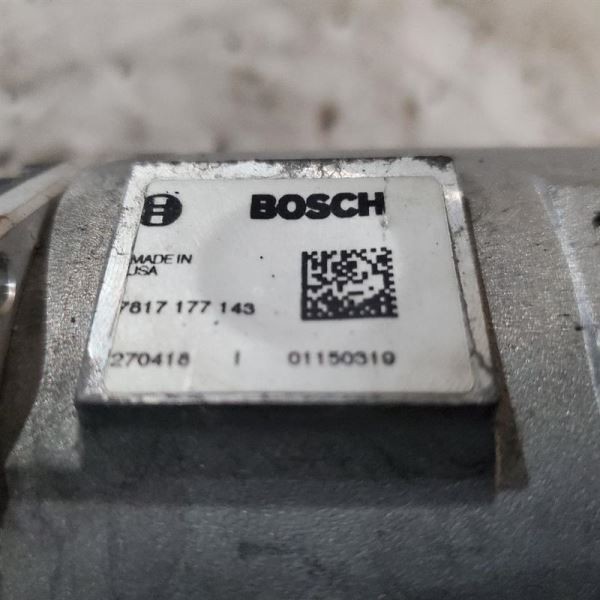 BOSCH
MADE IN
USA
7817 177 143
270418 I 01150319